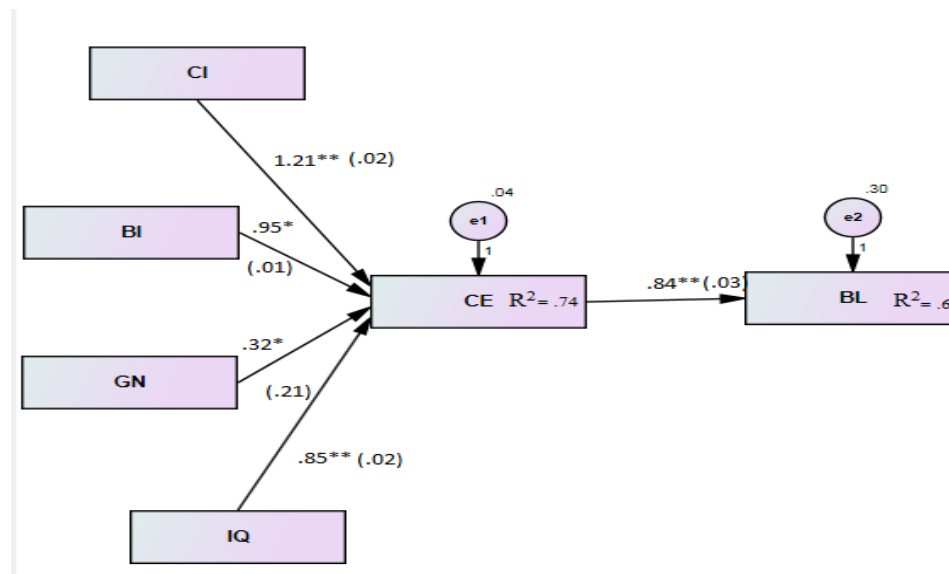 CI
1.21** (.02)
.04
.30
BI
.95*
e1
e2
(.01)
1
1
CE R²= .74
.84**(.03)
BL R²= .6
.32*
GN
(.21)
.85** (.02)
IQ